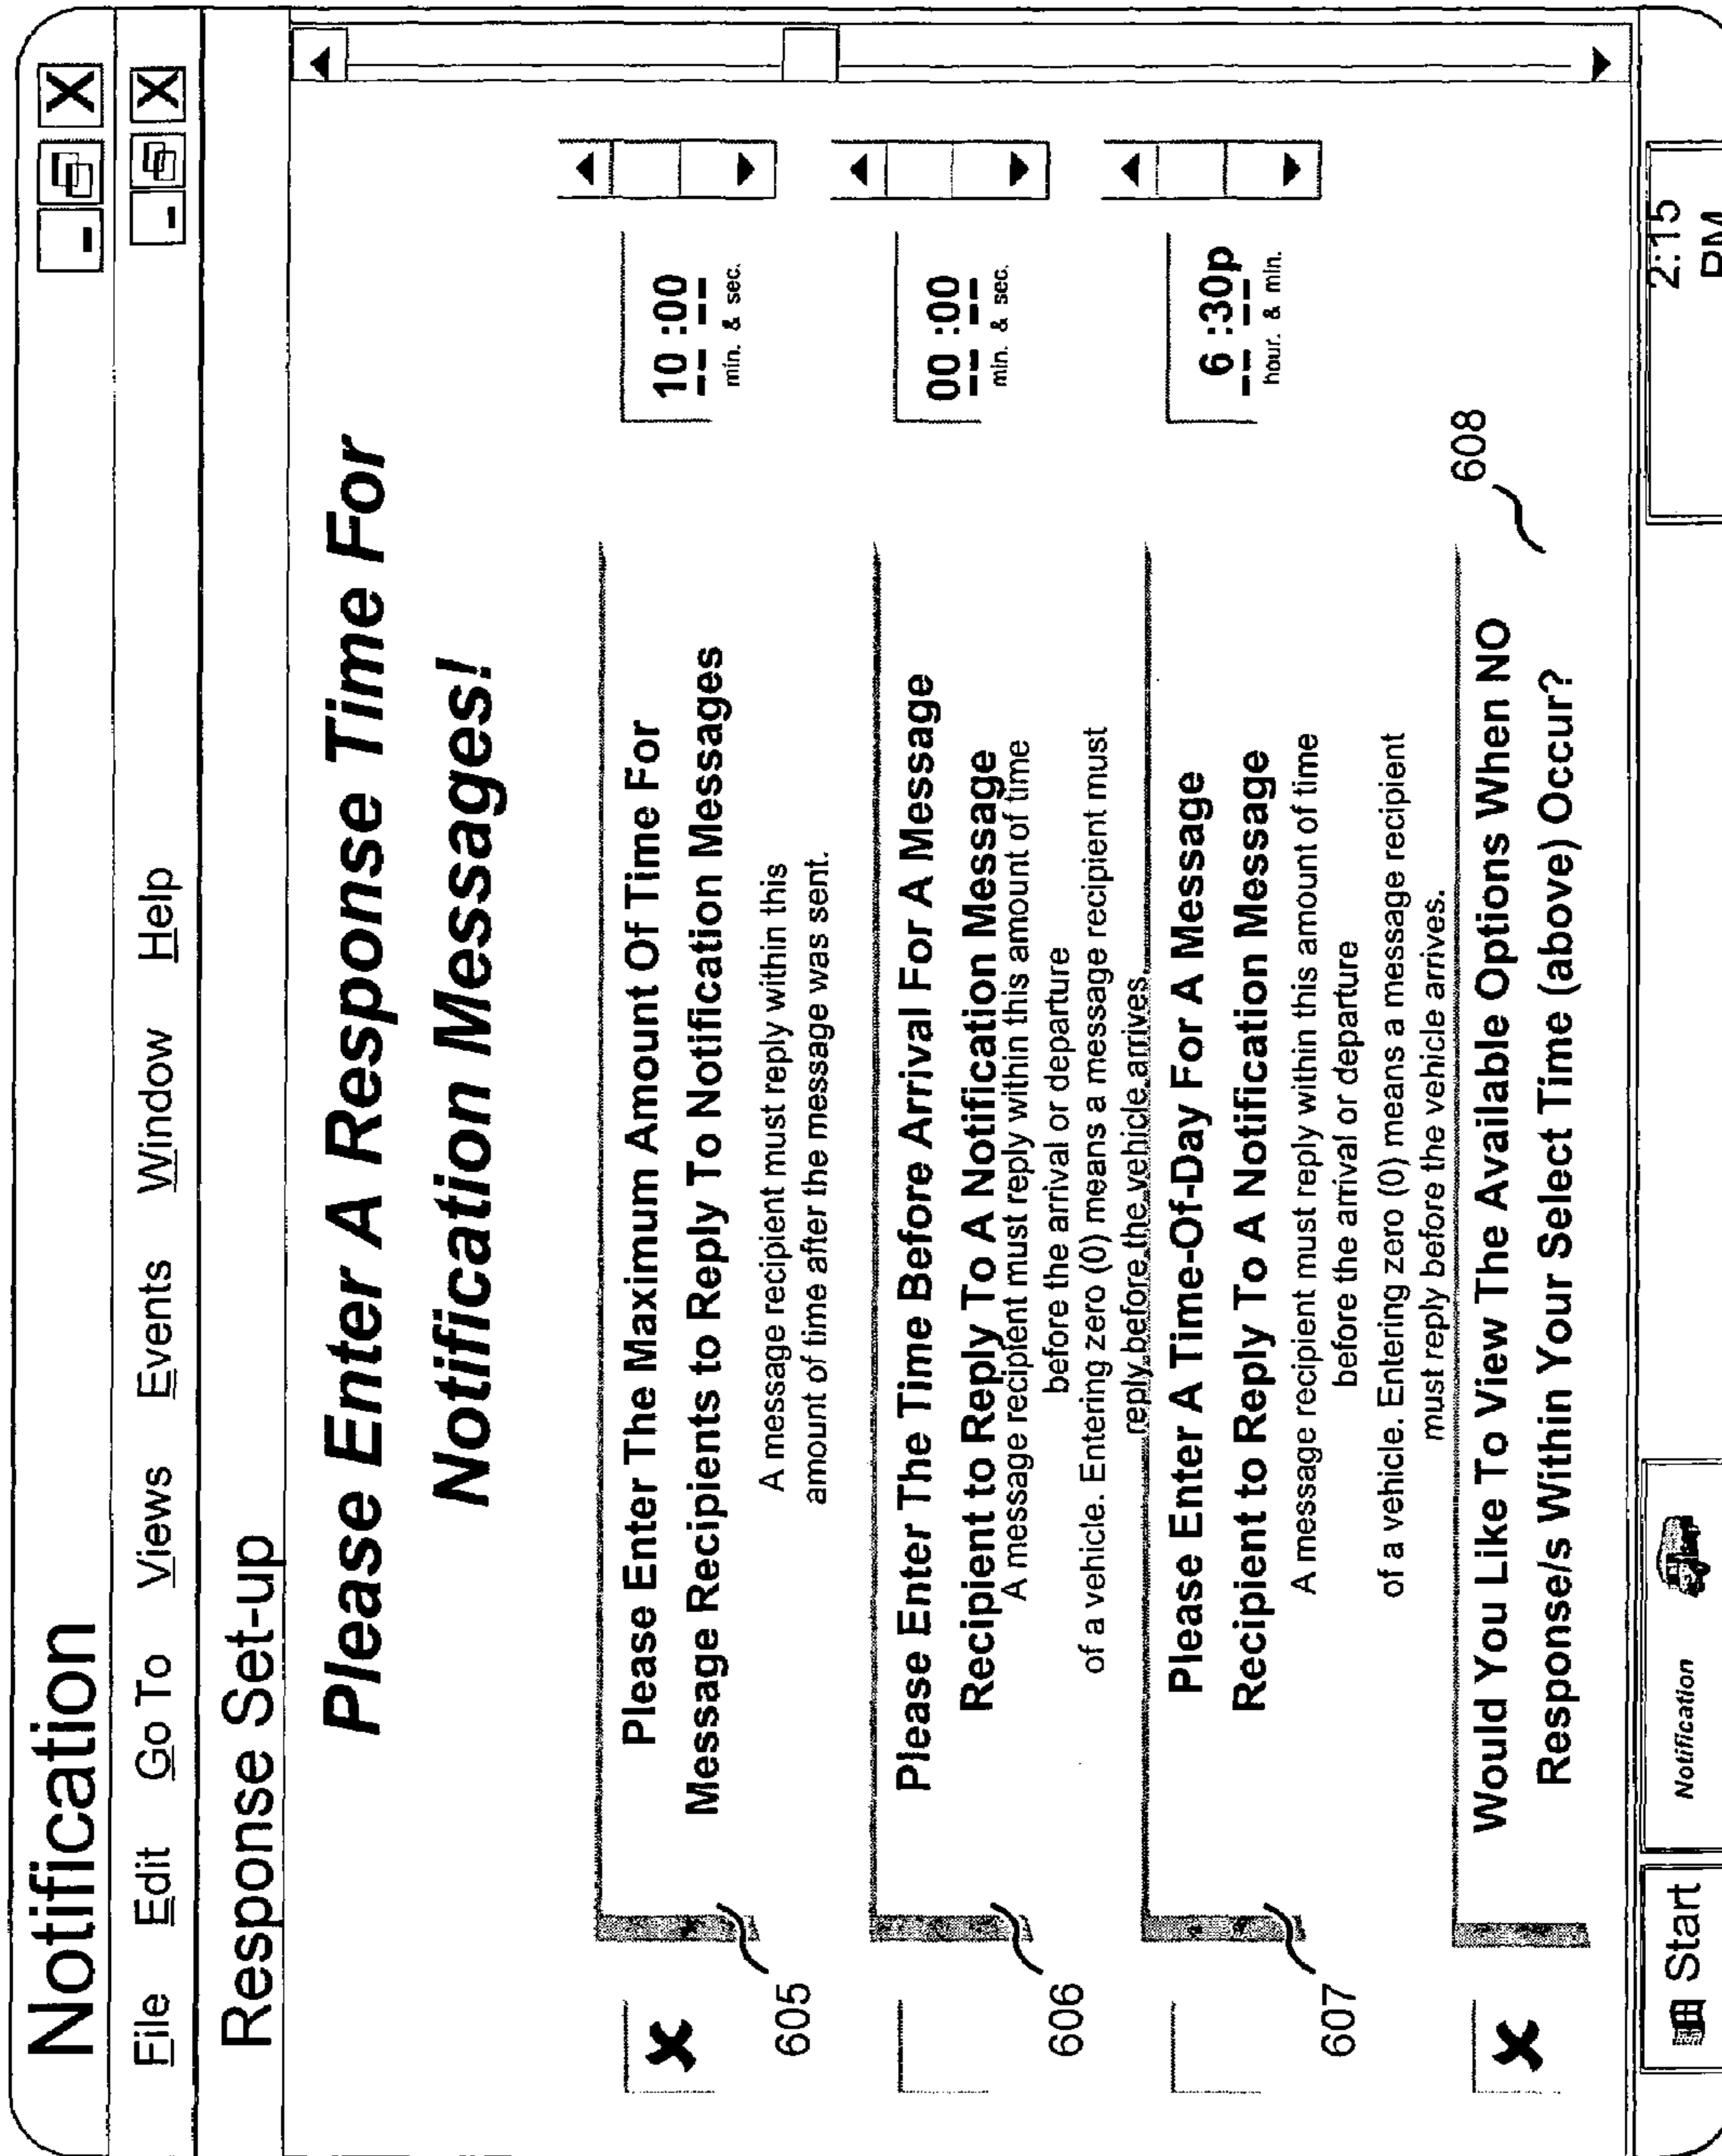 Notification
File Edit Go To Views Events Window Help
Response Set-up
Please Enter A Response Time For
Notification Messages!
Please Enter The Maximum Amount Of Time For
Message Recipients to Reply To Notification Messages
A message recipient must reply within this
amount of time after the message was sent.
10 :00
min. & sec.
605
Please Enter The Time Before Arrival For A Message
Recipient to Reply To A Notification Message
A message recipient must reply within this amount of time
before the arrival or departure
of a vehicle. Entering zero (0) means a message recipient must
reply before the vehicle arrives.
00 :00
min. & sec.
606
Please Enter A Time-Of-Day For A Message
Recipient to Reply To A Notification Message
A message recipient must reply within this amount of time
before the arrival or departure
of a vehicle. Entering zero (0) means a message recipient
must reply before the vehicle arrives.
6 :30p
hour. & min.
607
608
Would You Like To View The Available Options When NO
Response/s Within Your Select Time (above) Occur?
Start
Notification
2:15
PM